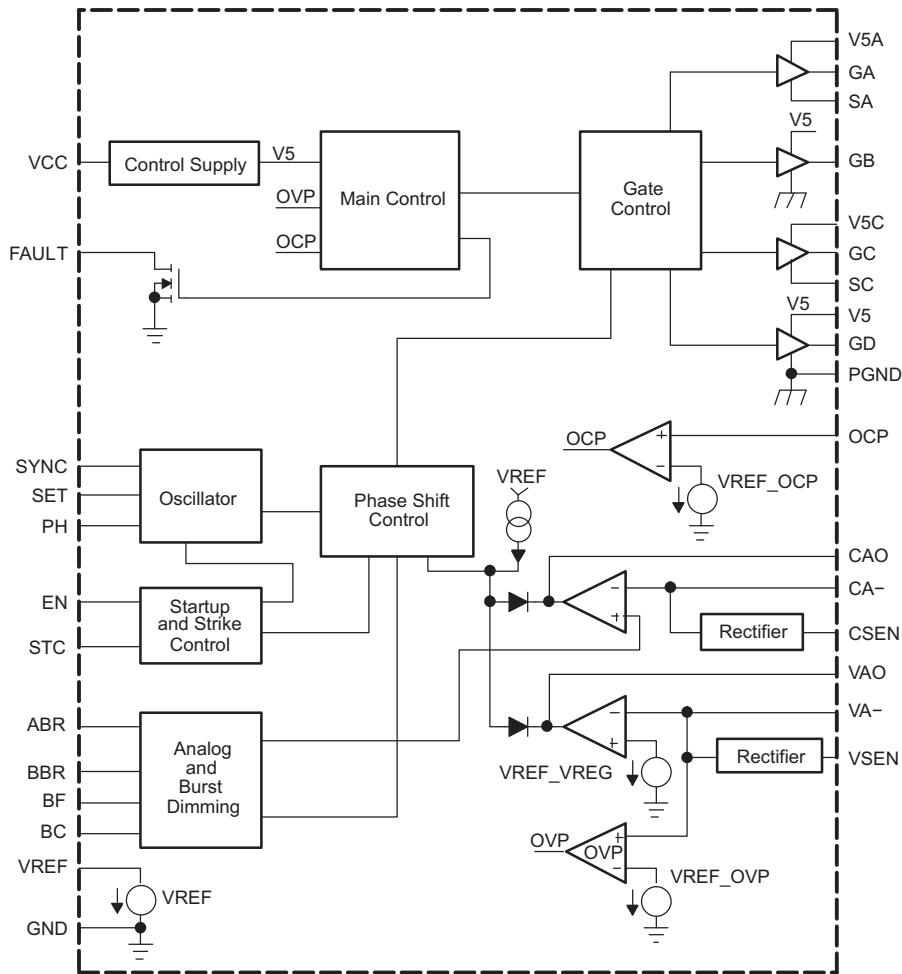 V5A
GA
SA
V5
GB
VCC
Control Supply
V5
OVP
OCP
Main Control
Gate
Control
V5C
GC
SC
FAULT
V5
V5
GD
PGND
OCP
OCP
+
−
VREF_OCP
SYNC
SET
PH
Oscillator
Phase Shift
Control
VREF
CAO
CA−
−
+
Rectifier
CSEN
EN
STC
Startup
and Strike
Control
VAO
VA−
−
+
Rectifier
VSEN
VREF_VREG
ABR
BBR
BF
BC
Analog
and
Burst
Dimming
OVP
OVP
+
−
VREF_OVP
VREF
VREF
GND